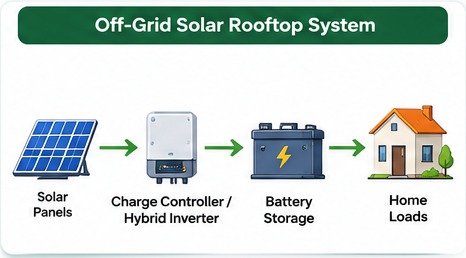 Off-Grid Solar Rooftop System
Solar
Panels
Charge Controller /
Hybrid Inverter
Battery
Storage
Home
Loads